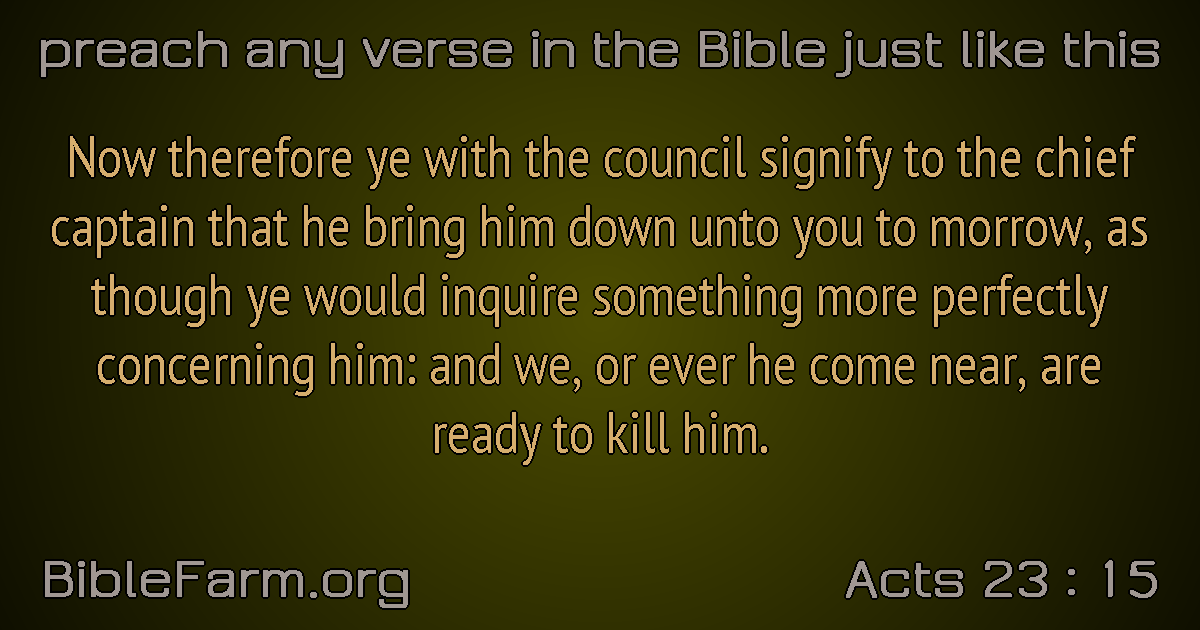 preach any verse in the Bible just like this
Now therefore ye with the council signify to the chief
captain that he bring him down unto you to morrow, as
though ye would inquire something more perfectly
concerning him: and we, or ever he come near, are
ready to kill him.
BibleFarm.org
Acts 23 : 15